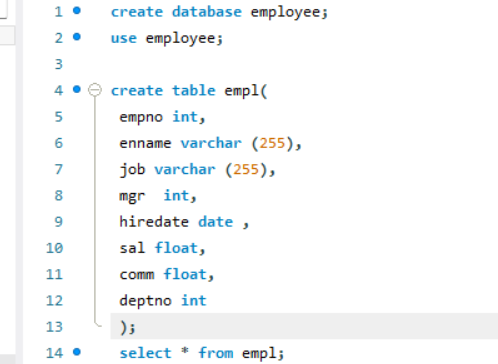 1 create database employee;
2 use employee;
3
4 create table empl(
5 empno int,
6 enname varchar (255),
7 job varchar (255),
8 mgr  int,
9 hiredate date ,
10 sal float,
11 comm float,
12 deptno int
13 );
14 select * from empl;